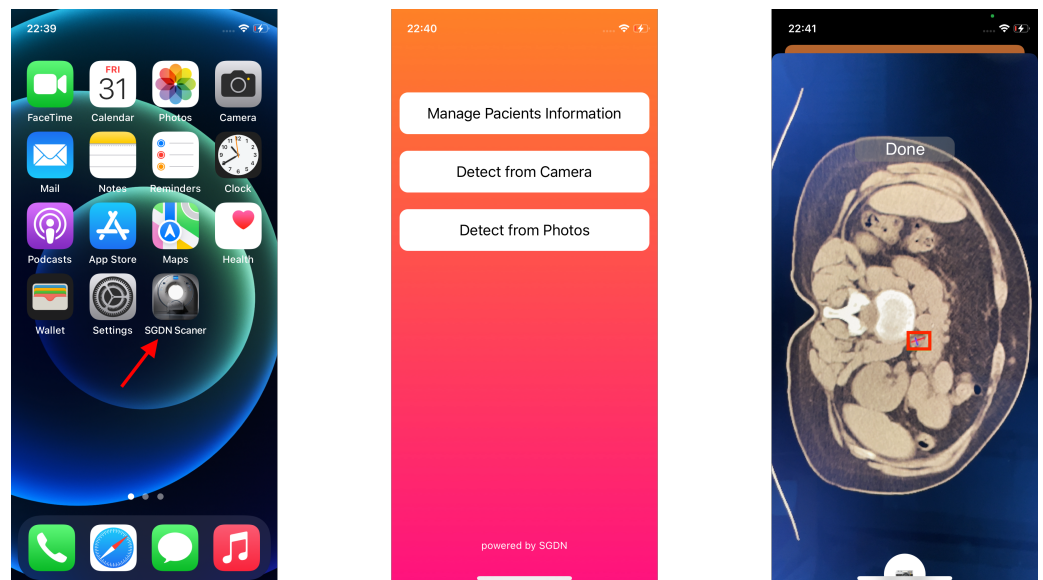 22:39
FRI
31
FaceTime
Calendar
Photos
Camera
Mail
Notes
Reminders
Clock
Podcasts
App Store
Maps
Health
Wallet
Settings
SGDN Scaner
22:40
Manage Pacients Information
Detect from Camera
Detect from Photos
powered by SGDN
22:41
Done